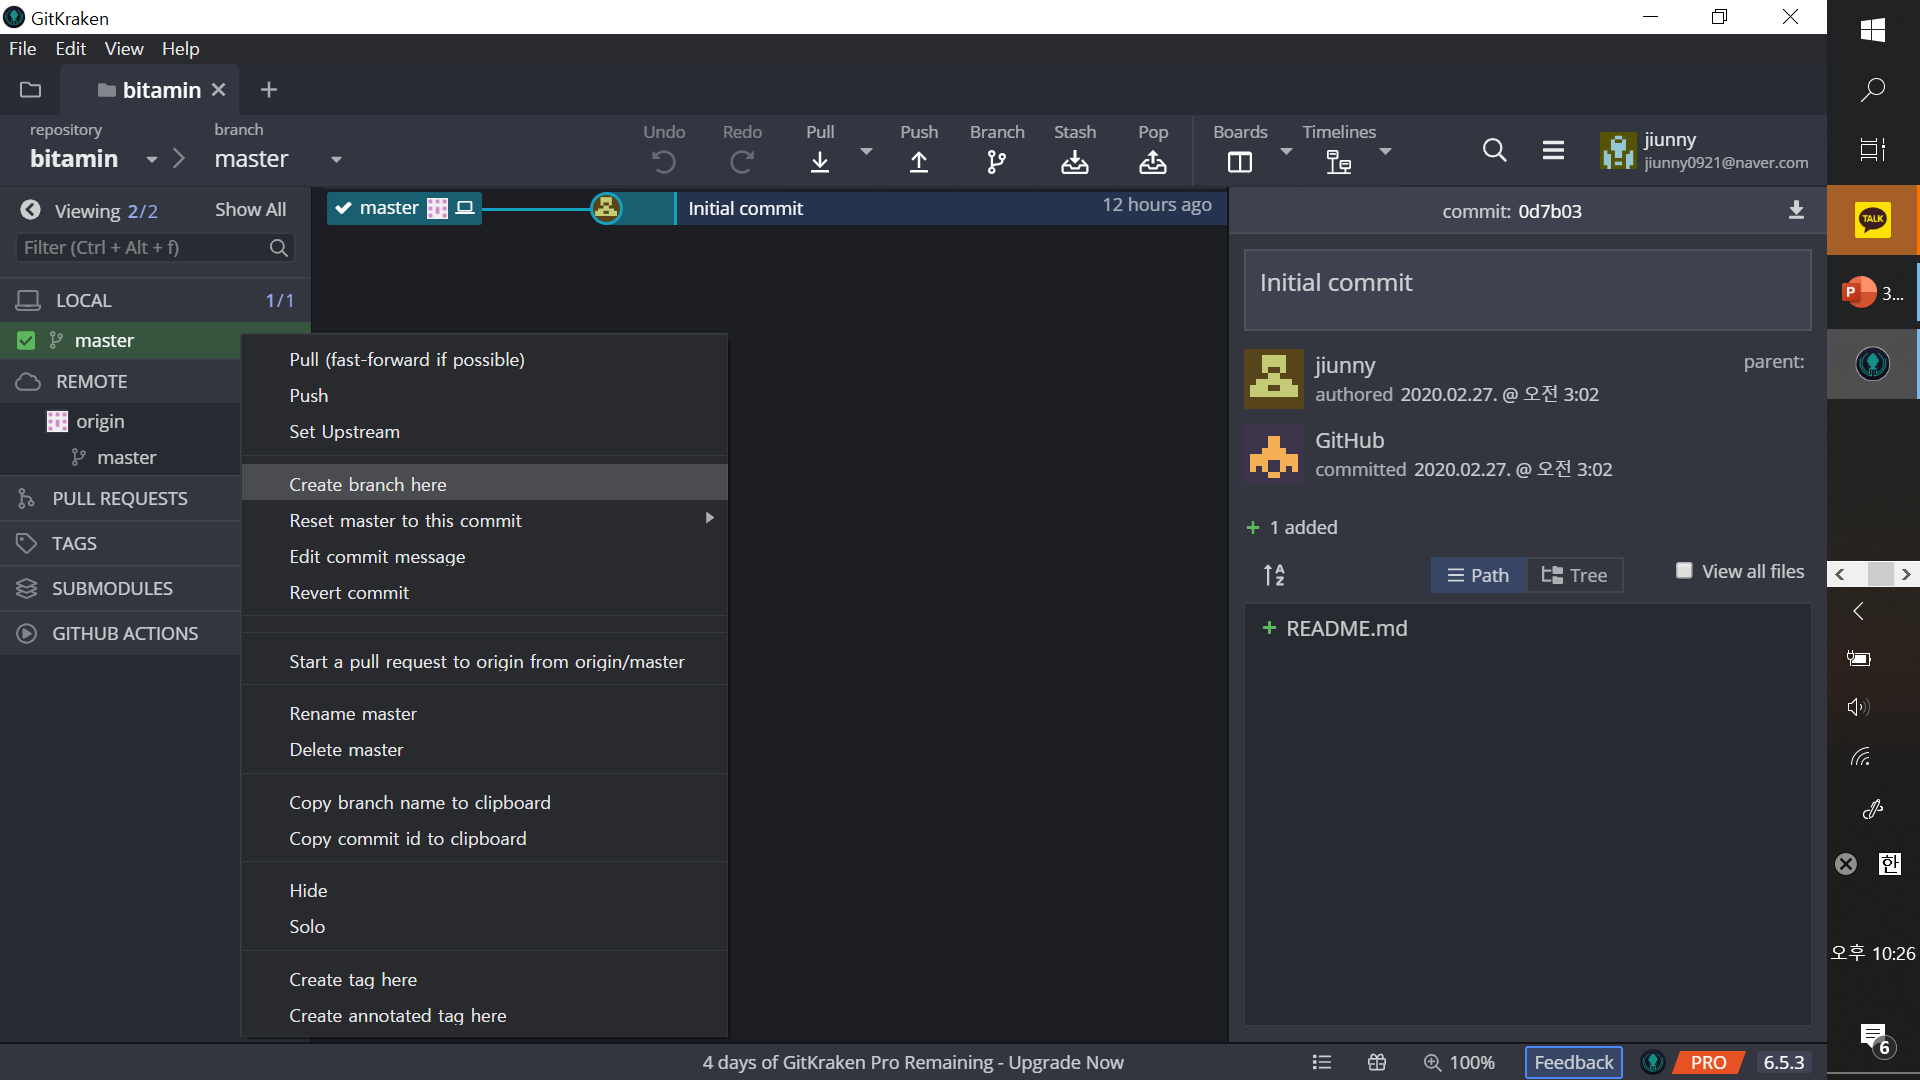 GitKraken
File Edit View Help
bitamin
repository
bitamin
branch
master
Undo
Redo
Pull
Push
Branch
Stash
Pop
Boards
Timelines
jiunny
jiunny0921@naver.com
Viewing 2/2
Show All
Filter (Ctrl + Alt + f)
LOCAL 1/1
master
REMOTE
origin
master
PULL REQUESTS
TAGS
SUBMODULES
GITHUB ACTIONS
master
Initial commit
12 hours ago
Pull (fast-forward if possible)
Push
Set Upstream
Create branch here
Reset master to this commit
Edit commit message
Revert commit
Start a pull request to origin from origin/master
Rename master
Delete master
Copy branch name to clipboard
Copy commit id to clipboard
Hide
Solo
Create tag here
Create annotated tag here
commit: 0d7b03
Initial commit
jiunny
authored 2020.02.27. @ 오전 3:02
parent:
GitHub
committed 2020.02.27. @ 오전 3:02
+ 1 added
A
Z
Path
Tree
View all files
+ README.md
4 days of GitKraken Pro Remaining - Upgrade Now
100%
Feedback
PRO
6.5.3
TALK
P 3...
한
오후 10:26
6